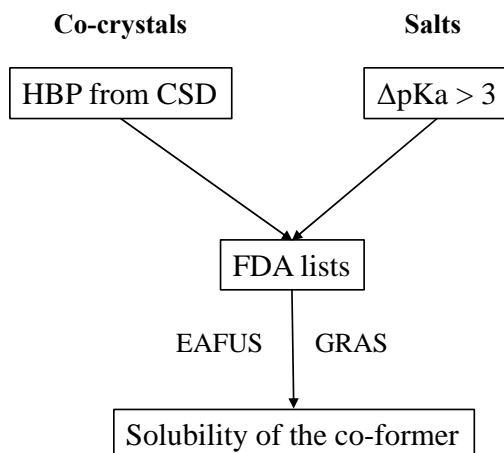 Co-crystals
Salts
HBP from CSD
ΔpKa > 3
FDA lists
EAFUS
GRAS
Solubility of the co-former